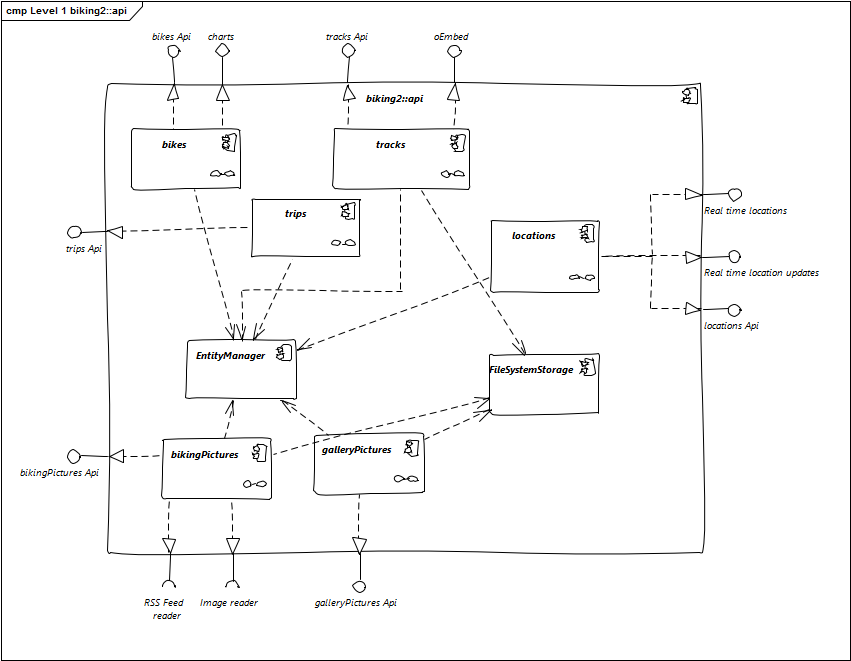 cmp Level 1 biking2::api
bikes Api
charts
tracks Api
oEmbed
biking2::api
bikes
tracks
trips
locations
Real time locations
trips Api
Real time location updates
locations Api
EntityManager
FileSystemStorage
bikingPictures
galleryPictures
bikingPictures Api
RSS Feed
reader
Image reader
galleryPictures Api